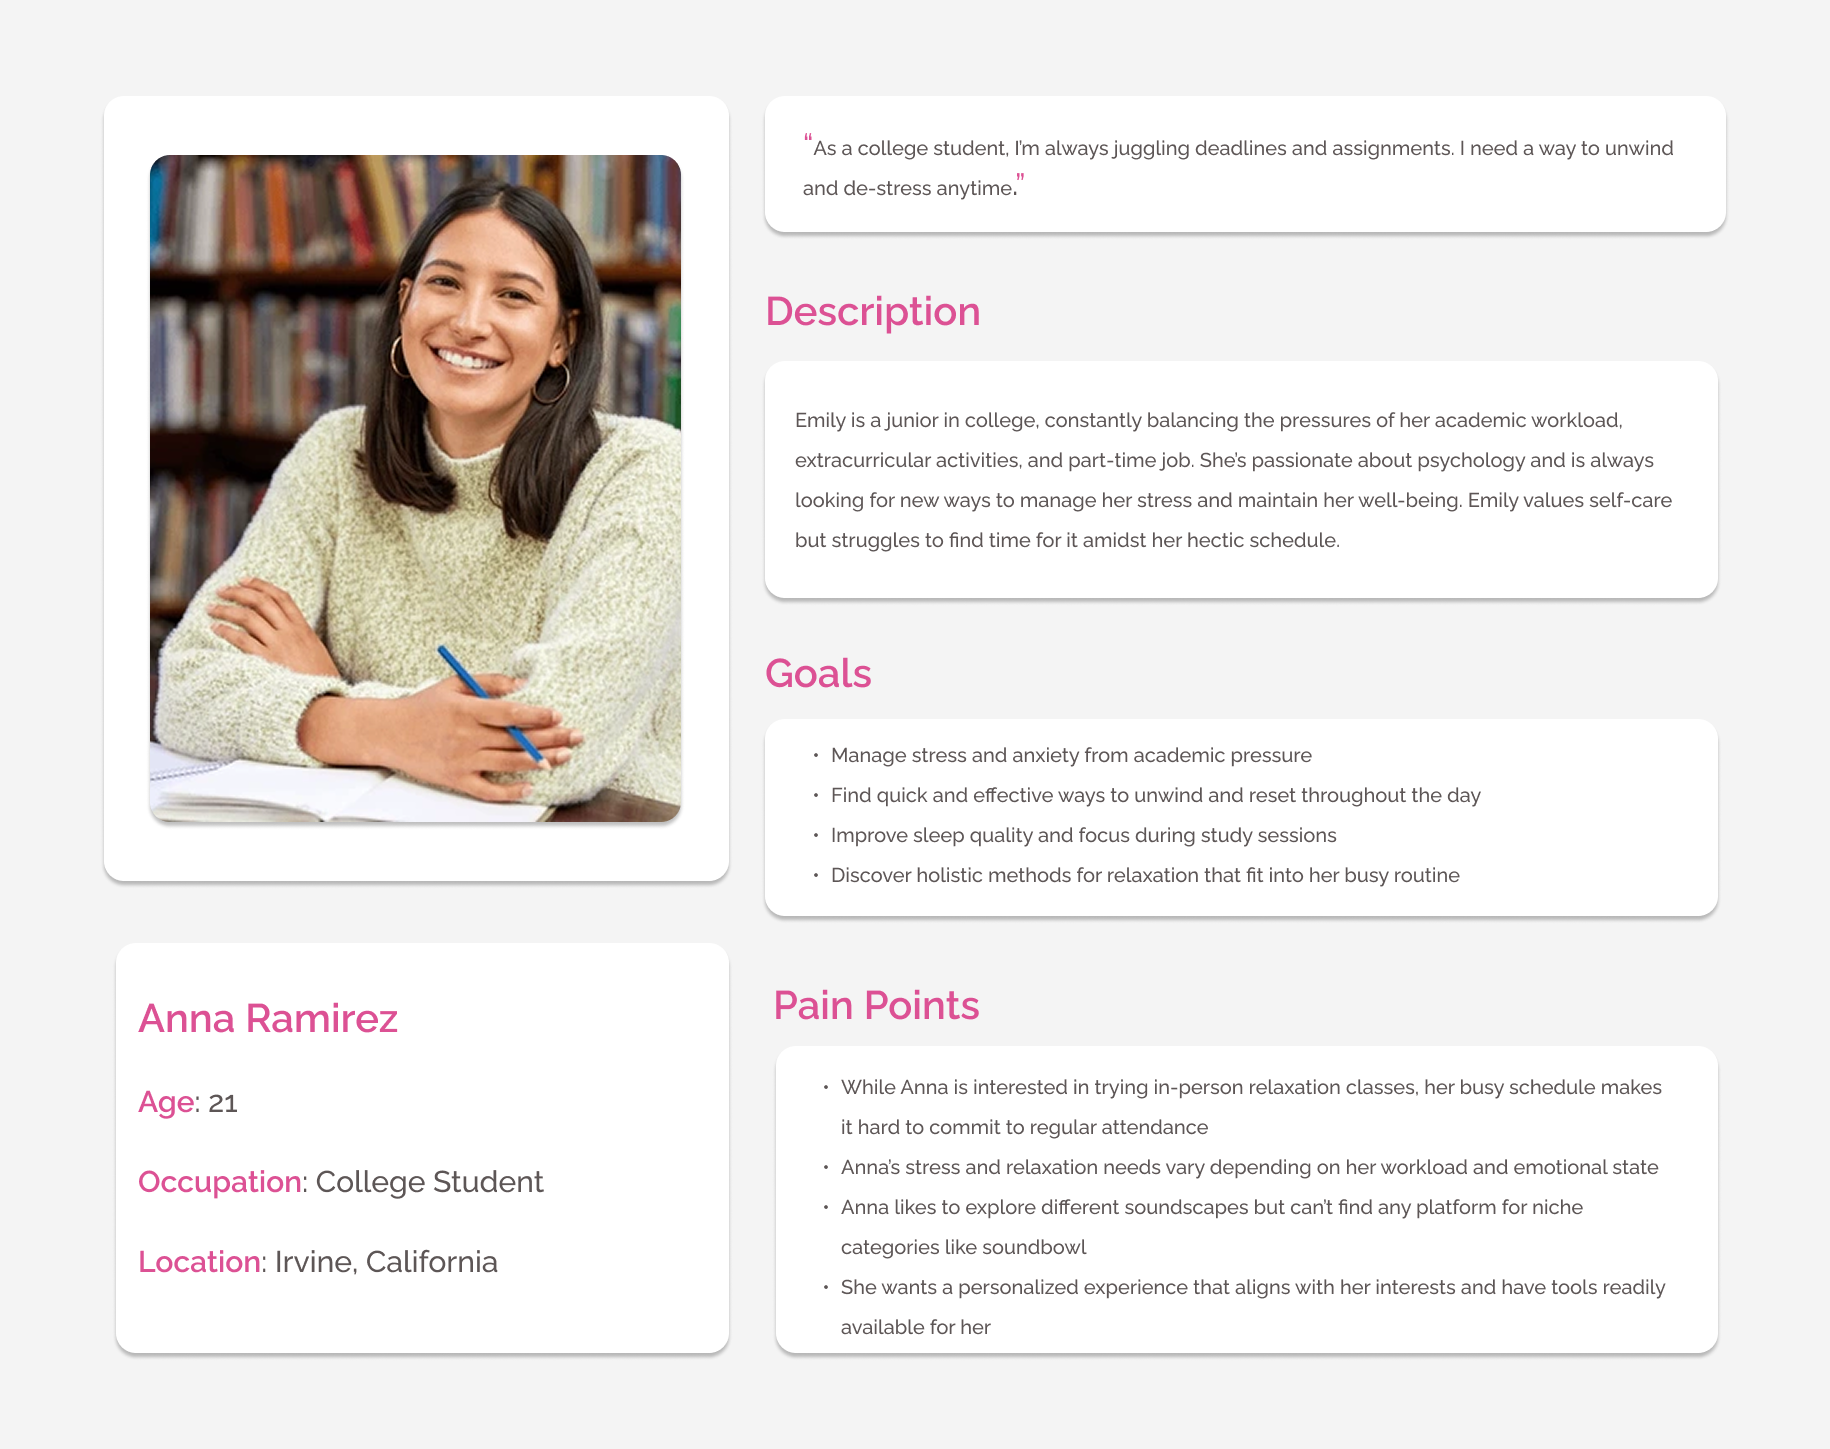 “As a college student, I’m always juggling deadlines and assignments. I need a way to unwind
and de-stress anytime.”
Description
Emily is a junior in college, constantly balancing the pressures of her academic workload,
extracurricular activities, and part-time job. She’s passionate about psychology and is always
looking for new ways to manage her stress and maintain her well-being. Emily values self-care
but struggles to find time for it amidst her hectic schedule.
Goals
• Manage stress and anxiety from academic pressure
• Find quick and effective ways to unwind and reset throughout the day
• Improve sleep quality and focus during study sessions
• Discover holistic methods for relaxation that fit into her busy routine
Anna Ramirez
Age: 21
Occupation: College Student
Location: Irvine, California
Pain Points
• While Anna is interested in trying in-person relaxation classes, her busy schedule makes
it hard to commit to regular attendance
• Anna’s stress and relaxation needs vary depending on her workload and emotional state
• Anna likes to explore different soundscapes but can’t find any platform for niche
categories like soundbowl
• She wants a personalized experience that aligns with her interests and have tools readily
available for her